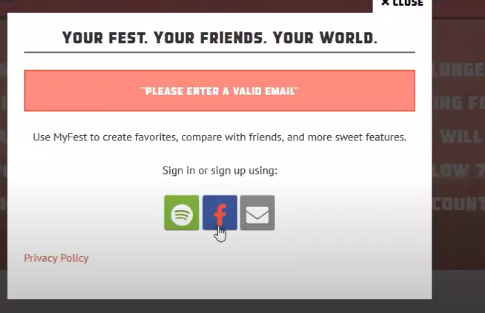 ✕ CLOSE
YOUR FEST. YOUR FRIENDS. YOUR WORLD.
"PLEASE ENTER A VALID EMAIL"
Use MyFest to create favorites, compare with friends, and more sweet features.
Sign in or sign up using:
f
Privacy Policy
LONGE
ING FO
WILL
LOW 7
COUNT